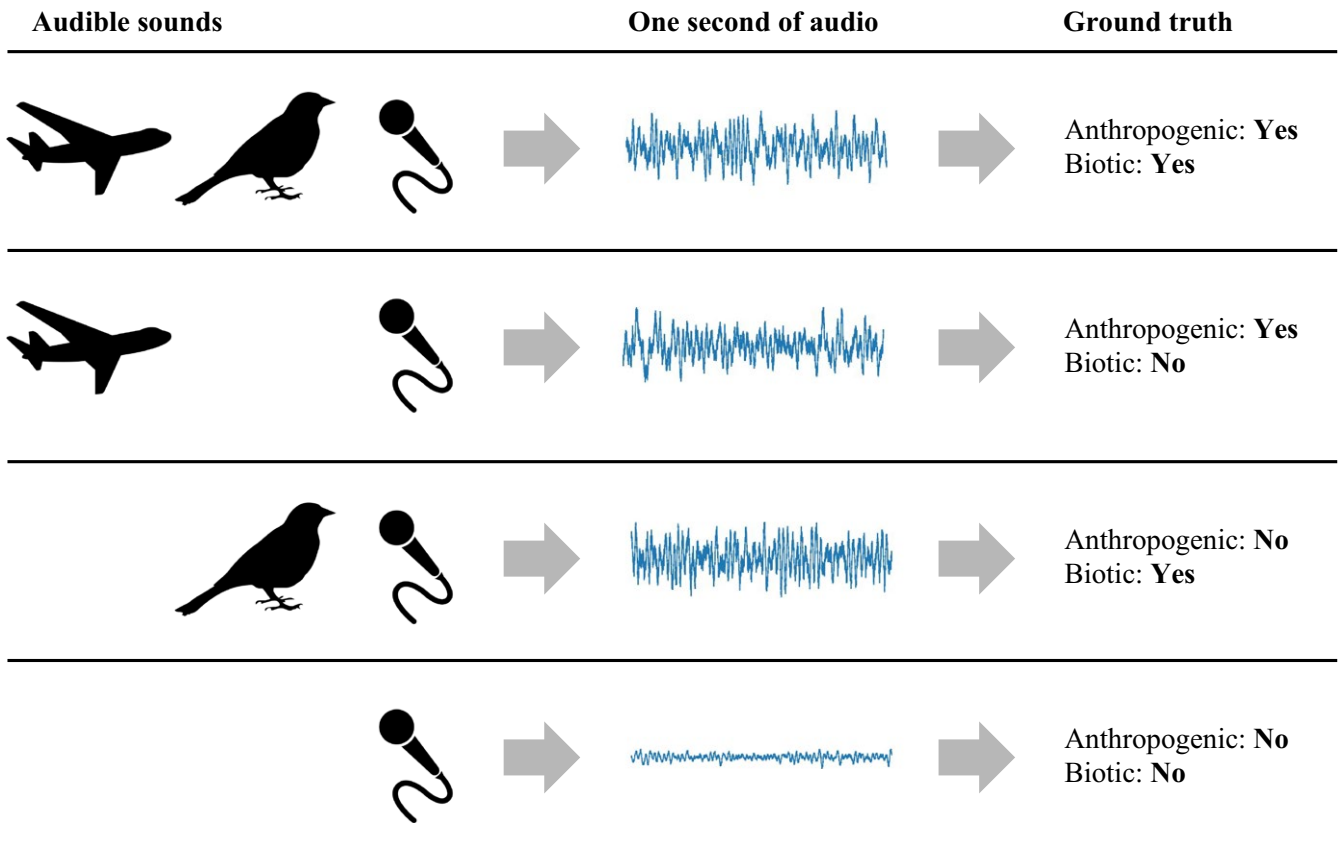 Audible sounds
One second of audio
Ground truth
Anthropogenic: Yes
Biotic: Yes
Anthropogenic: Yes
Biotic: No
Anthropogenic: No
Biotic: Yes
Anthropogenic: No
Biotic: No